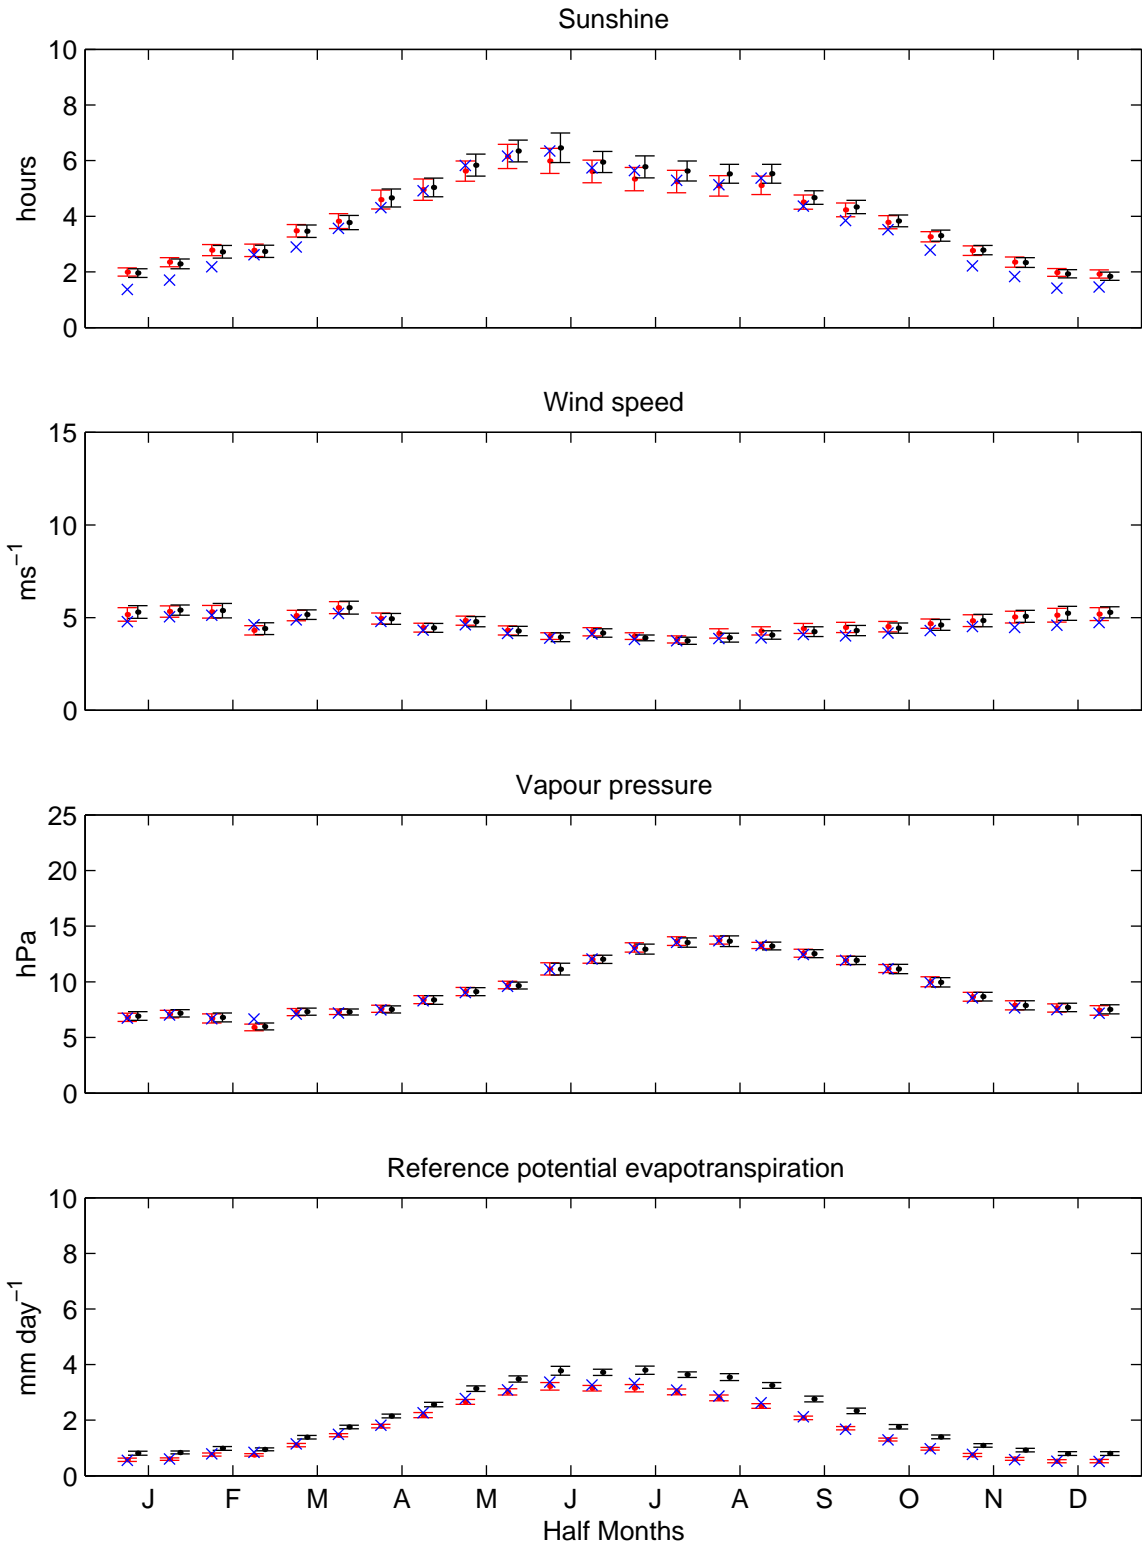 Sunshine
10
8
6
4
2
0
hours
Wind speed
15
10
5
0
ms⁻¹
Vapour pressure
25
20
15
10
5
0
hPa
Reference potential evapotranspiration
10
8
6
4
2
0
mm day⁻¹
J F M A M J J A S O N D
Half Months